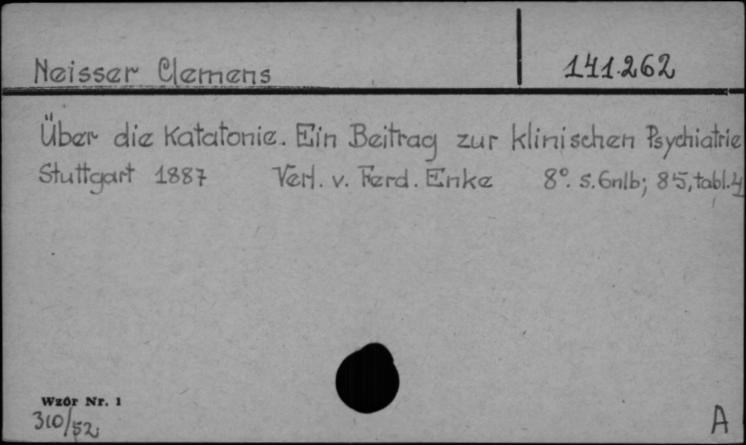 Neisser Clemens 141.262
Über die Katatonie. Ein Beitrag zur klinischen Psychiatrie
Stuttgart 1887 Verl. v. Ferd. Enke 8°. s. 6nlb; 85, tabl. 4
Wzór Nr. 1
310/52
A